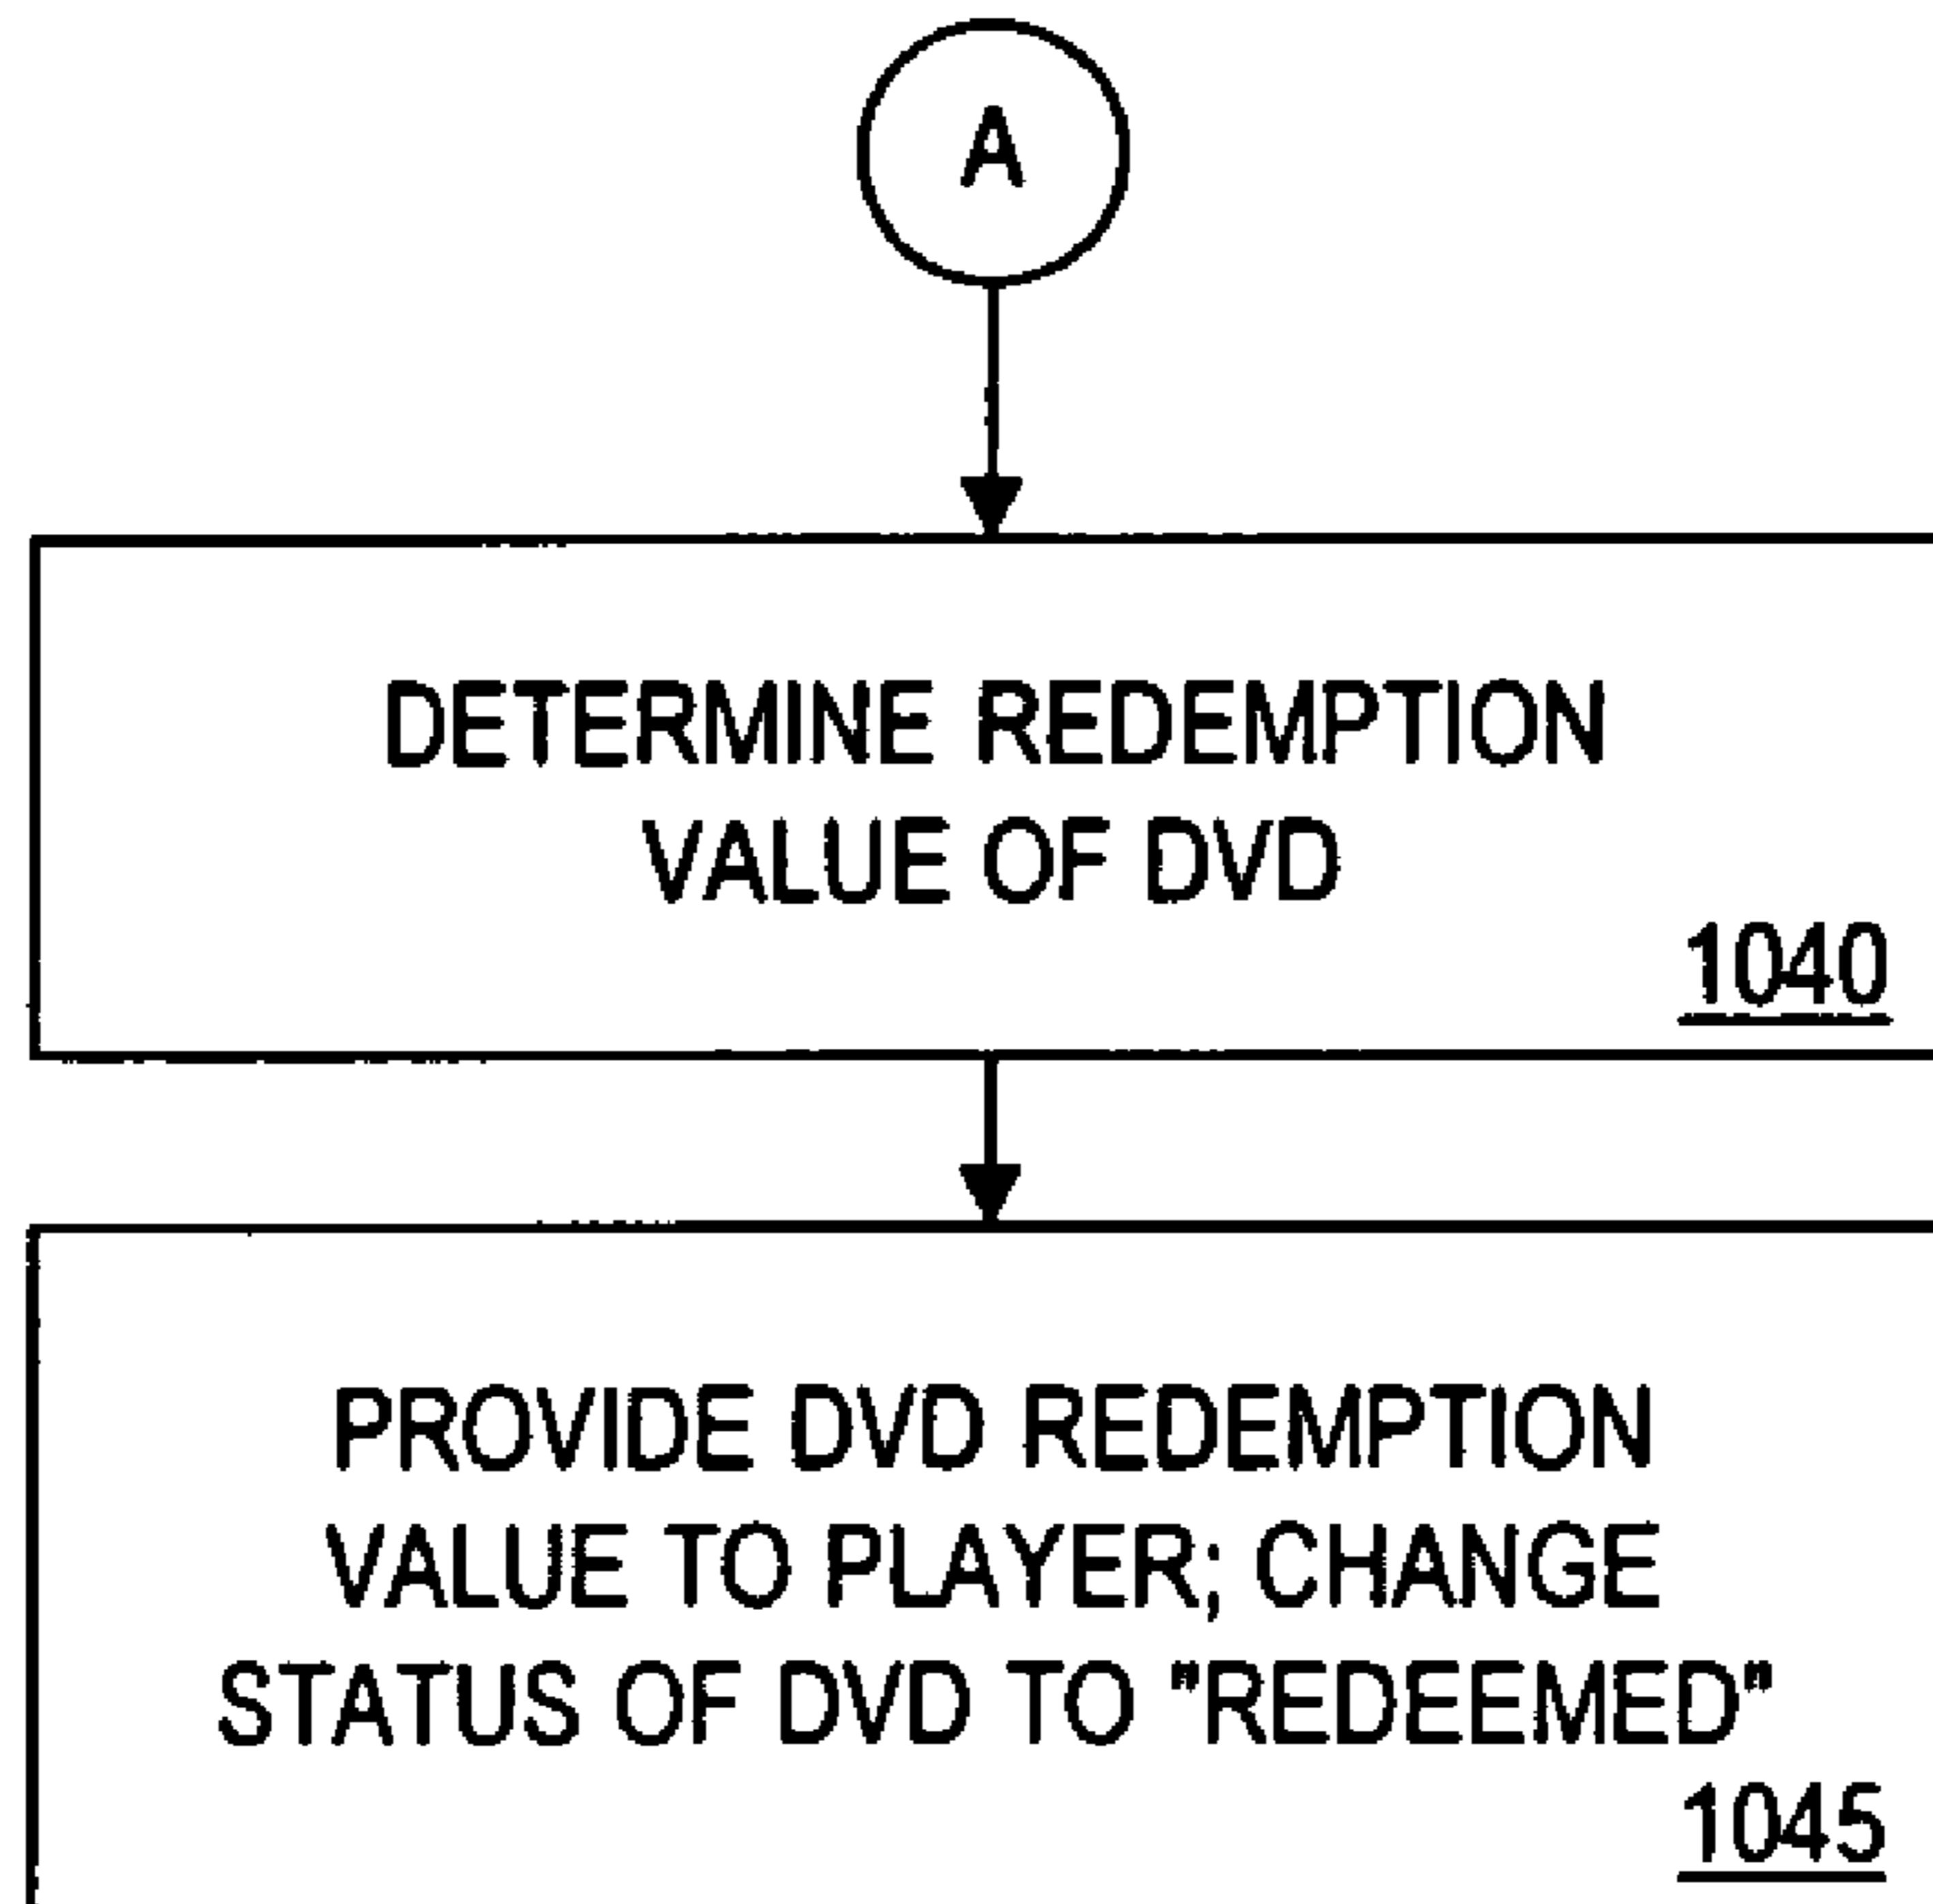 A
DETERMINE REDEMPTION
VALUE OF DVD
1040
PROVIDE DVD REDEMPTION
VALUE TO PLAYER; CHANGE
STATUS OF DVD TO "REDEEMED"
1045